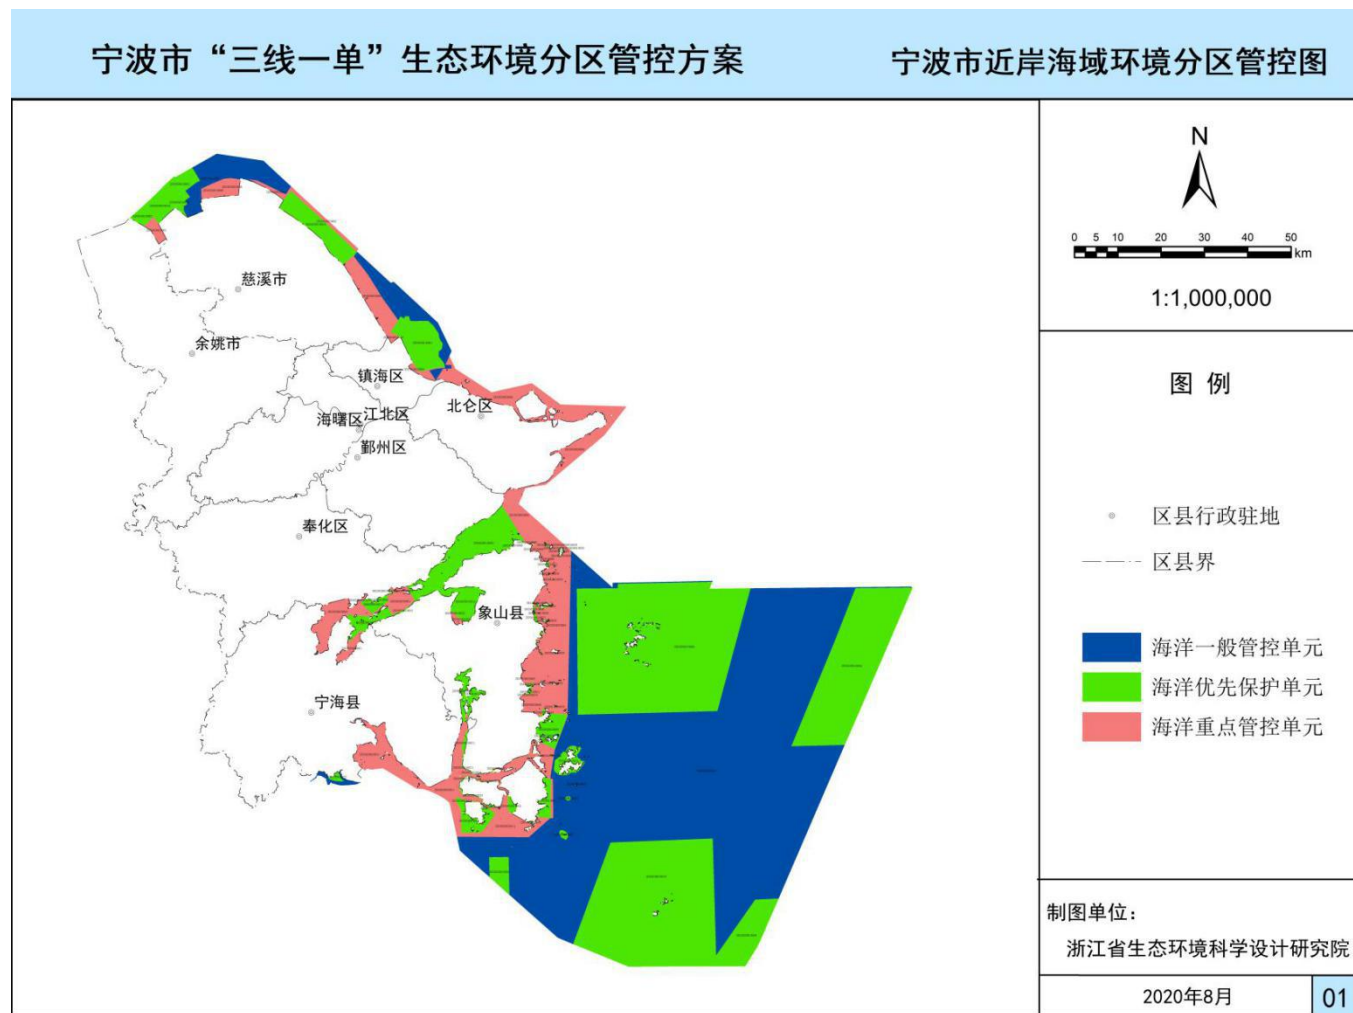 宁波市“三线一单”生态环境分区管控方案
宁波市近岸海域环境分区管控图
N
0 5 10 20 30 40 50
km
1:1,000,000
图 例
区县行政驻地
区县界
海洋一般管控单元
海洋优先保护单元
海洋重点管控单元
制图单位：
浙江省生态环境科学设计研究院
2020年8月
01
慈溪市
余姚市
镇海区
江北区
海曙区
北仑区
鄞州区
奉化区
象山县
宁海县